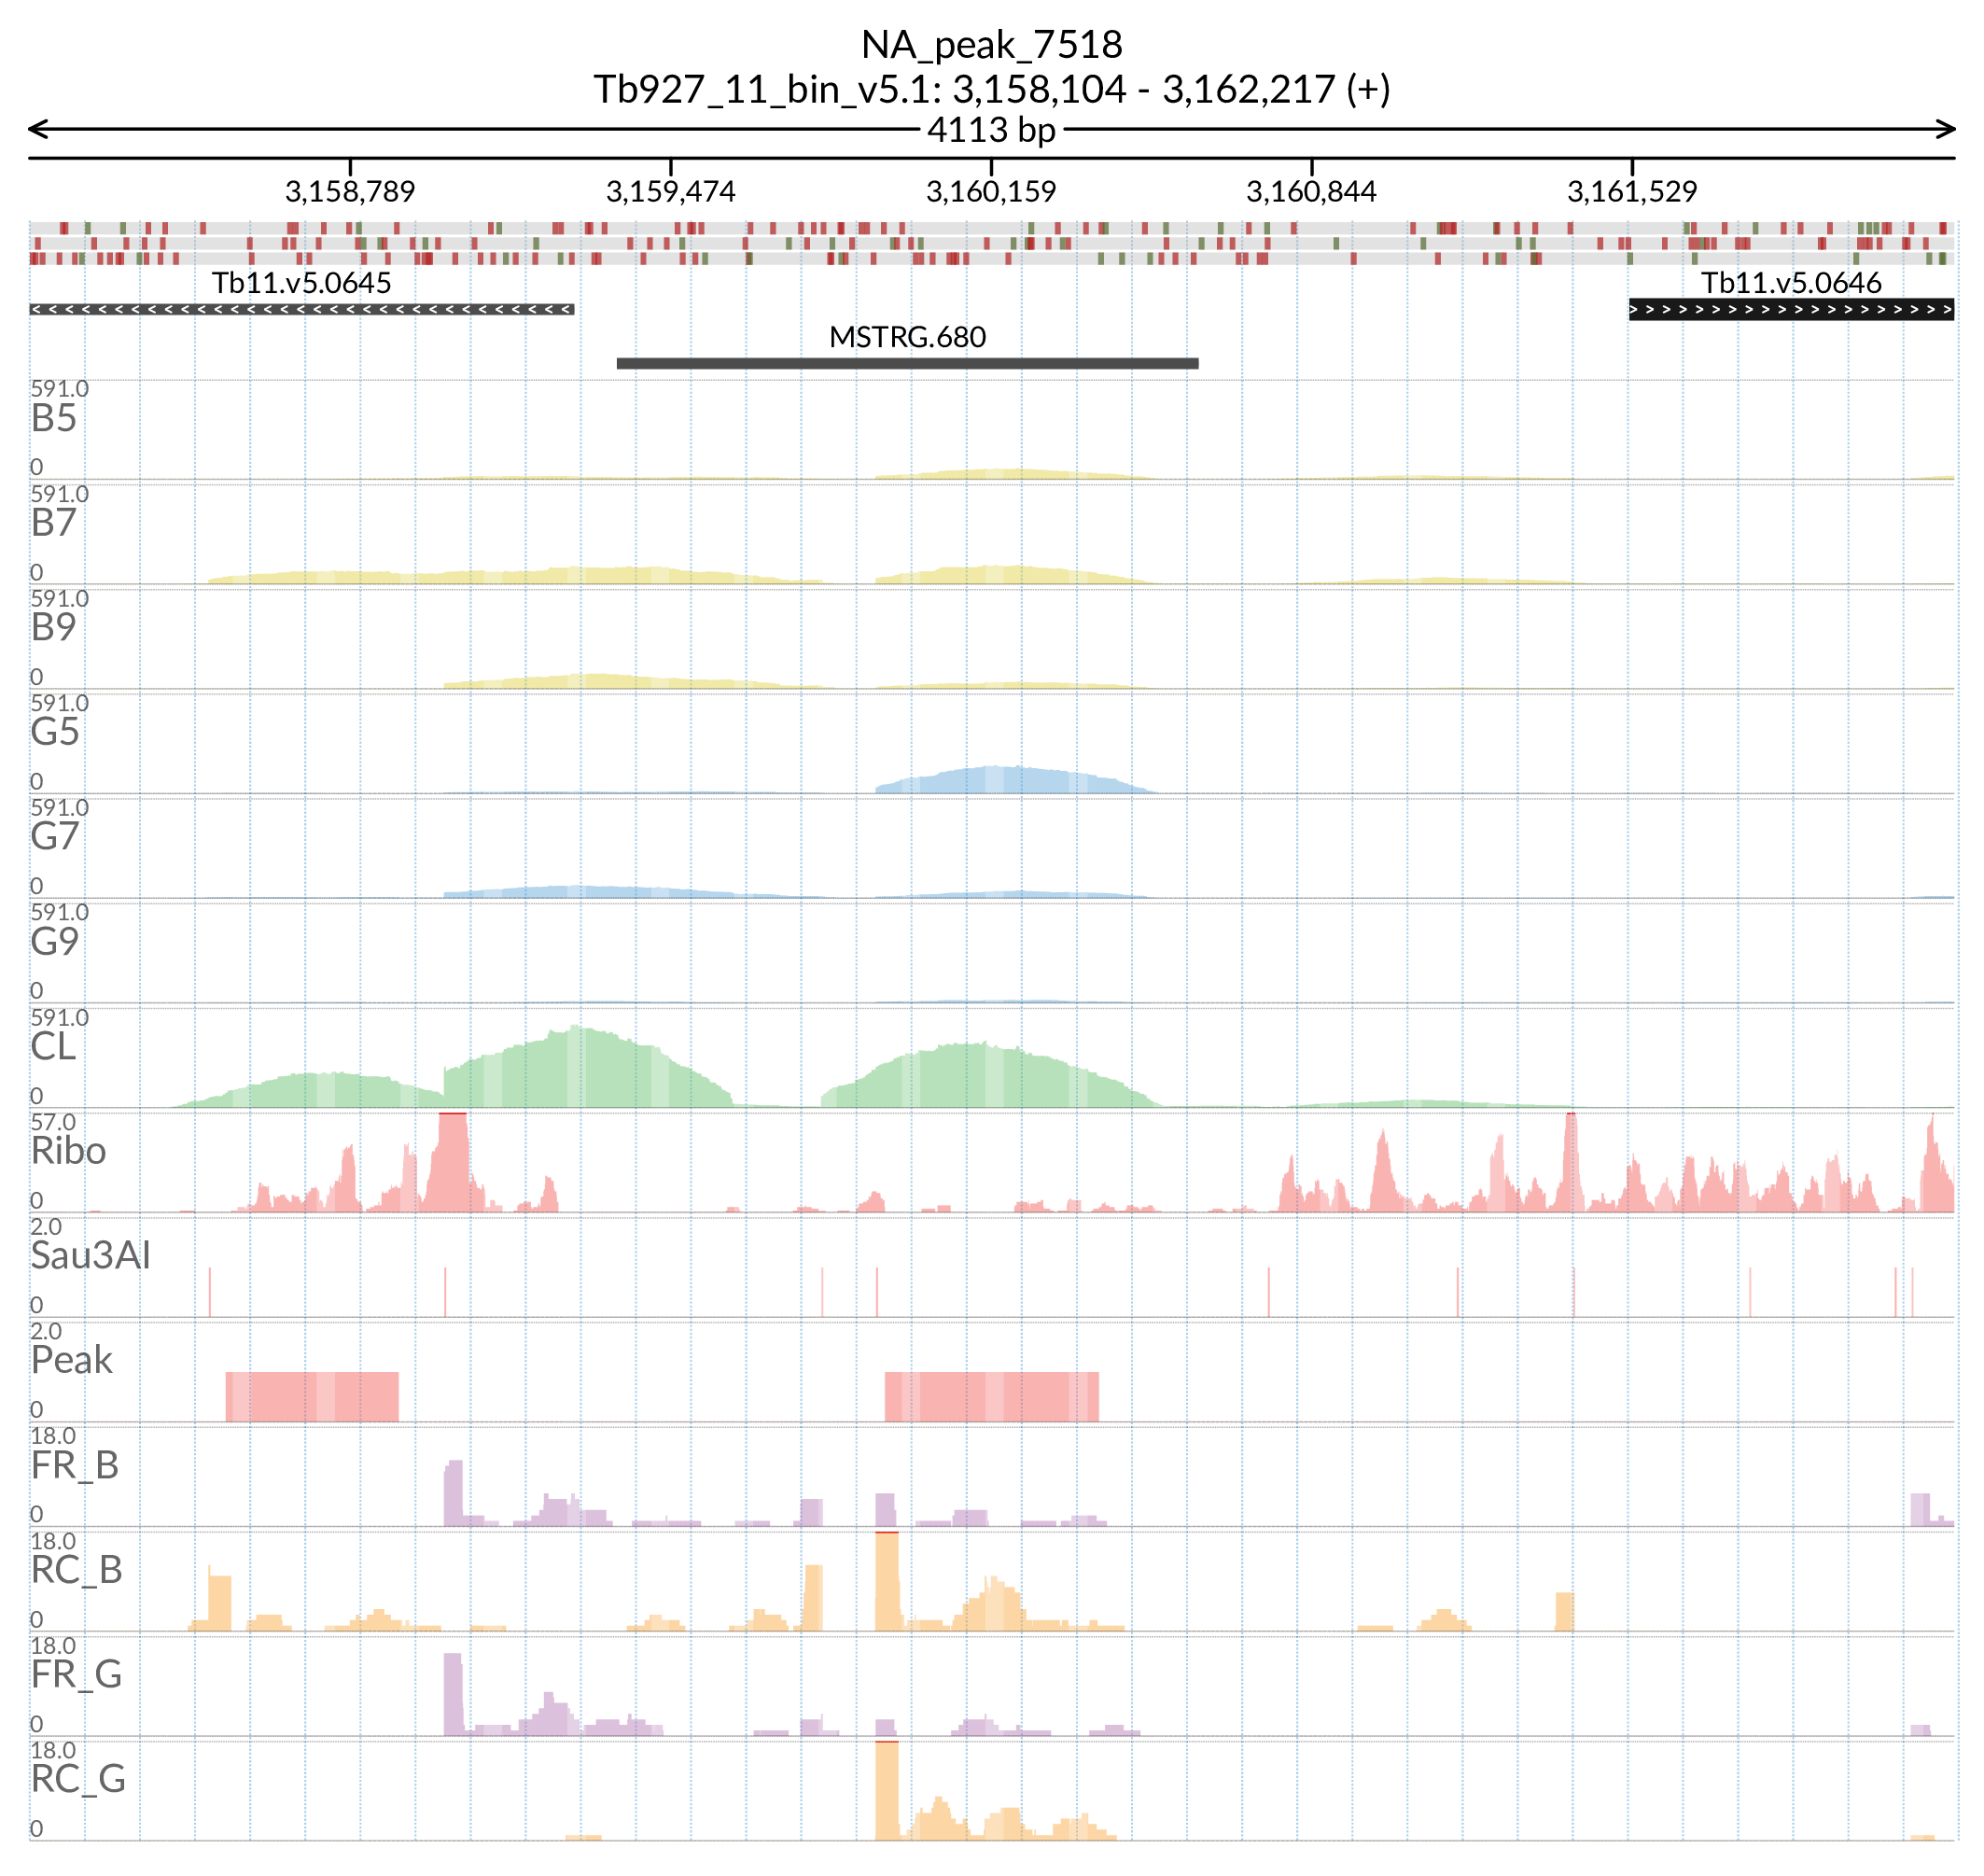 NA_peak_7518
Tb927_11_bin_v5.1: 3,158,104 - 3,162,217 (+)
4113 bp
3,158,789 3,159,474 3,160,159 3,160,844 3,161,529
Tb11.v5.0645 Tb11.v5.0646
MSTRG.680
591.0
B5
0
591.0
B7
0
591.0
B9
0
591.0
G5
0
591.0
G7
0
591.0
G9
0
591.0
CL
0
57.0
Ribo
0
2.0
Sau3AI
0
2.0
Peak
0
18.0
FR_B
0
18.0
RC_B
0
18.0
FR_G
0
18.0
RC_G
0